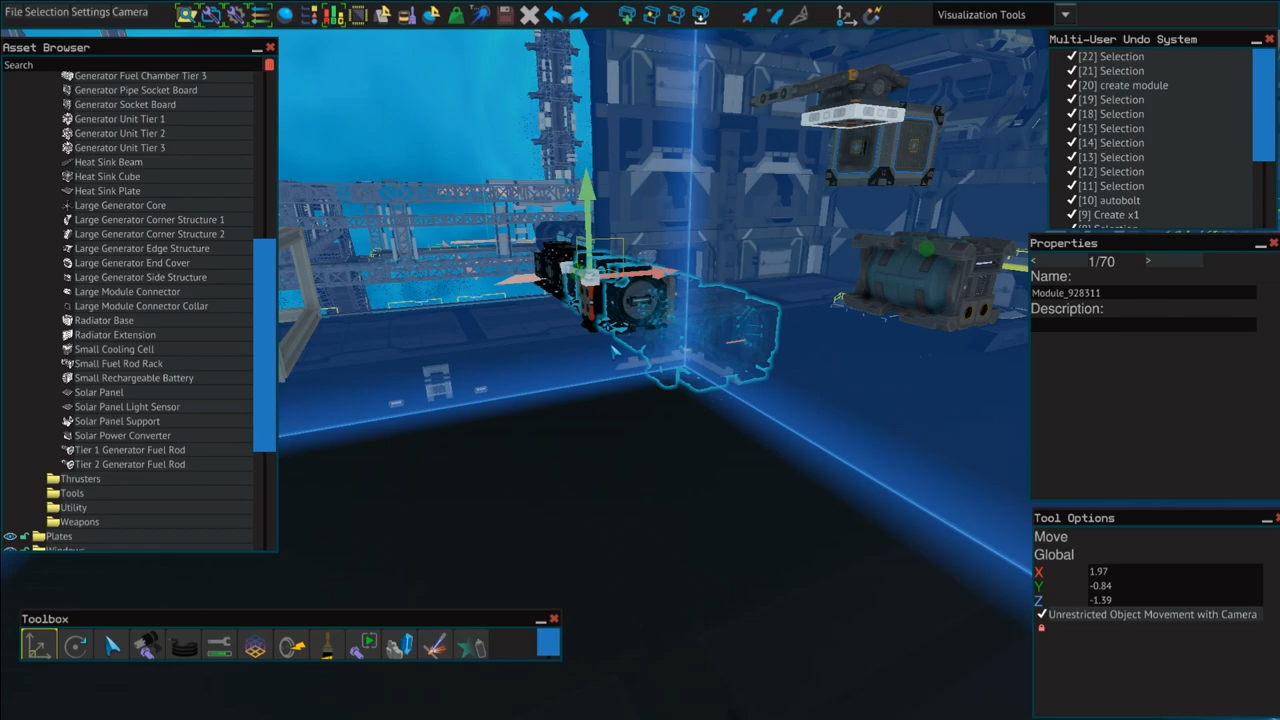 File Selection Settings Camera
Visualization Tools
Asset Browser
Search
Generator Fuel Chamber Tier 3
Generator Pipe Socket Board
Generator Socket Board
Generator Unit Tier 1
Generator Unit Tier 2
Generator Unit Tier 3
Heat Sink Beam
Heat Sink Cube
Heat Sink Plate
Large Generator Core
Large Generator Corner Structure 1
Large Generator Corner Structure 2
Large Generator Edge Structure
Large Generator End Cover
Large Generator Side Structure
Large Module Connector
Large Module Connector Collar
Radiator Base
Radiator Extension
Small Cooling Cell
Small Fuel Rod Rack
Small Rechargeable Battery
Solar Panel
Solar Panel Light Sensor
Solar Panel Support
Solar Power Converter
Tier 1 Generator Fuel Rod
Tier 2 Generator Fuel Rod
Thrusters
Tools
Utility
Weapons
Plates
Multi-User Undo System
[22] Selection
[21] Selection
[20] create module
[19] Selection
[18] Selection
[15] Selection
[14] Selection
[13] Selection
[12] Selection
[11] Selection
[10] autobolt
[9] Create x1
Properties
< 1/70 >
Name:
Module_928311
Description:
Tool Options
Move
Global
X 1.97
Y -0.84
Z -1.39
Unrestricted Object Movement with Camera
Toolbox